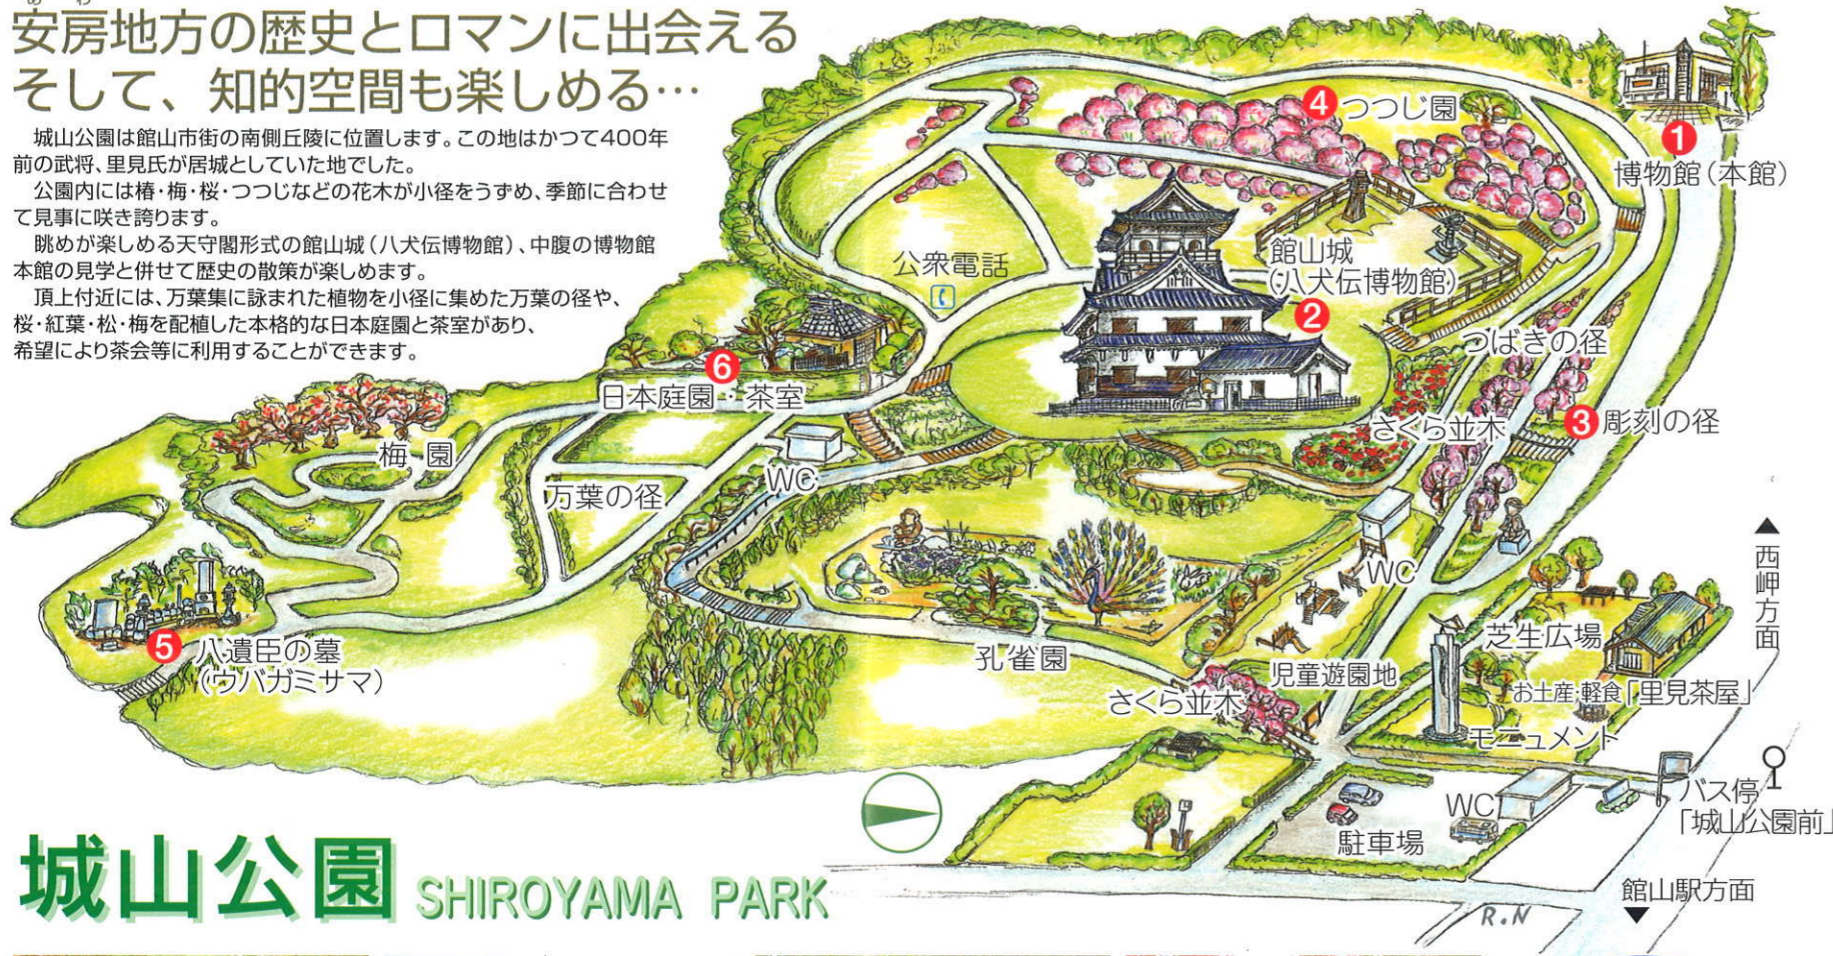 あ わ
安房地方の歴史とロマンに出会える
そして、知的空間も楽しめる…
城山公園は館山市街の南側丘陵に位置します。この地はかつて400年
前の武将、里見氏が居城としていた地でした。
公園内には椿・梅・桜・つつじなどの花木が小径をうずめ、季節に合わせ
て見事に咲き誇ります。
眺めが楽しめる天守閣形式の館山城(八犬伝博物館)、中腹の博物館
本館の見学と併せて歴史の散策が楽しめます。
頂上付近には、万葉集に詠まれた植物を小径に集めた万葉の径や、
桜・紅葉・松・梅を配植した本格的な日本庭園と茶室があり、
希望により茶会等に利用することができます。
4 つつじ園
1
博物館(本館)
公衆電話
館山城
(八犬伝博物館)
2
つばきの径
6
日本庭園・茶室
さくら並木
3 彫刻の径
梅園
WC
万葉の径
WC
▲西岬方面
5 八遺臣の墓
(ウバガミサマ)
孔雀園
児童遊園地
芝生広場
さくら並木
お土産・軽食「里見茶屋」
モニュメント
WC
駐車場
バス停
「城山公園前」
城山公園 SHIROYAMA PARK
館山駅方面
▼
R.N